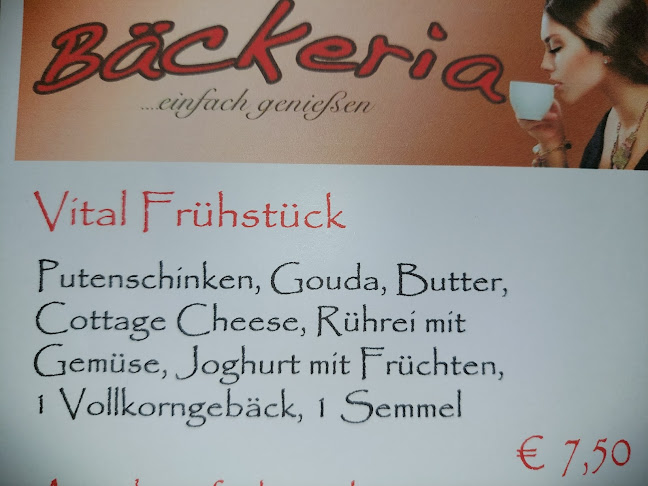 Bäckeria
....einfach genießen
Vital Frühstück
Putenschinken, Gouda, Butter,
Cottage Cheese, Rührei mit
Gemüse, Joghurt mit Früchten,
1 Vollkorngebäck, 1 Semmel
€ 7,50